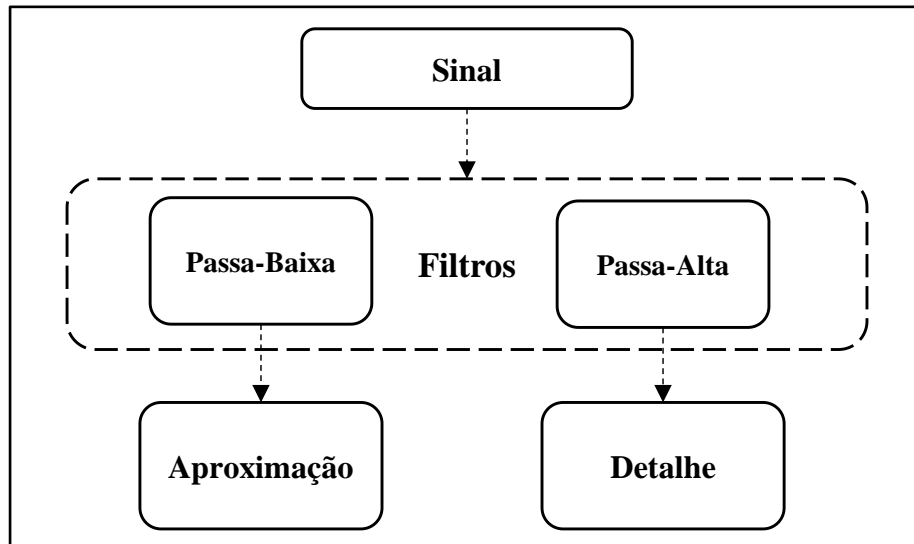 Sinal
Passa-Baixa
Filtros
Passa-Alta
Aproximação
Detalhe